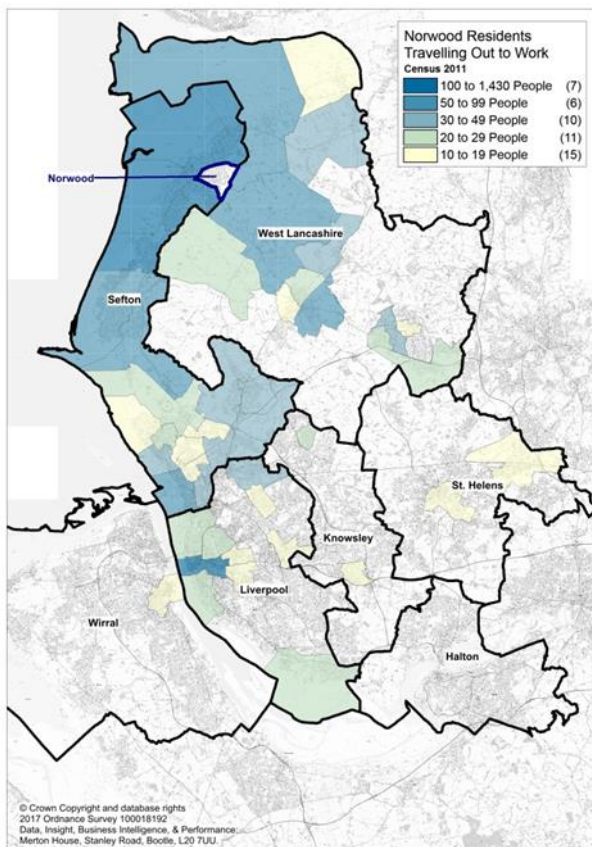 Norwood Residents
Travelling Out to Work
Census 2011
100 to 1,430 People (7)
50 to 99 People (6)
30 to 49 People (10)
20 to 29 People (11)
10 to 19 People (15)
Norwood
West Lancashire
Sefton
St. Helens
Knowsley
Liverpool
Wirral
Halton
© Crown Copyright and database rights
2017 Ordnance Survey 100018192
Data, Insight, Business Intelligence, & Performance:
Merton House, Stanley Road, Bootle, L20 7UU.